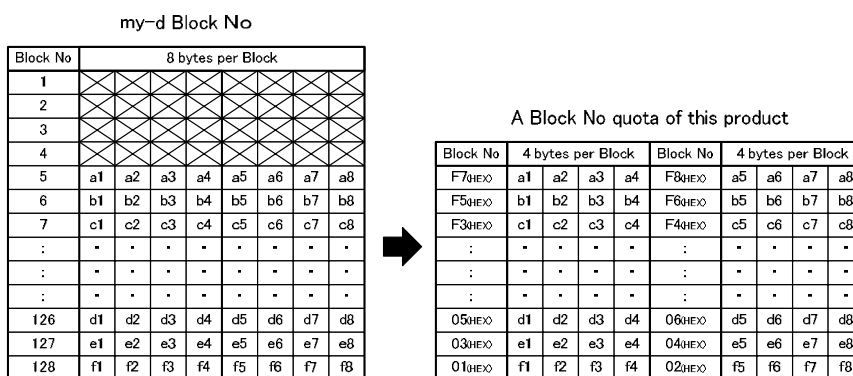 my-d Block No
Block No 8 bytes per Block
1
2
3
4
5 a1 a2 a3 a4 a5 a6 a7 a8
6 b1 b2 b3 b4 b5 b6 b7 b8
7 c1 c2 c3 c4 c5 c6 c7 c8
: - - - - - - - -
: - - - - - - - -
: - - - - - - - -
126 d1 d2 d3 d4 d5 d6 d7 d8
127 e1 e2 e3 e4 e5 e6 e7 e8
128 f1 f2 f3 f4 f5 f6 f7 f8
A Block No quota of this product
Block No 4 bytes per Block Block No 4 bytes per Block
F7(HEX) a1 a2 a3 a4 F8(HEX) a5 a6 a7 a8
F5(HEX) b1 b2 b3 b4 F6(HEX) b5 b6 b7 b8
F3(HEX) c1 c2 c3 c4 F4(HEX) c5 c6 c7 c8
: - - - - : - - - -
: - - - - : - - - -
: - - - - : - - - -
05(HEX) d1 d2 d3 d4 06(HEX) d5 d6 d7 d8
03(HEX) e1 e2 e3 e4 04(HEX) e5 e6 e7 e8
01(HEX) f1 f2 f3 f4 02(HEX) f5 f6 f7 f8